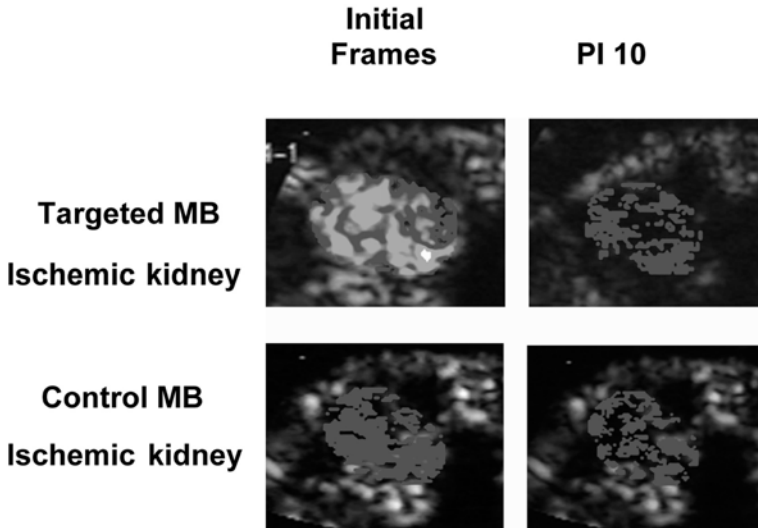 Initial
Frames
PI 10
Targeted MB
Ischemic kidney
Control MB
Ischemic kidney